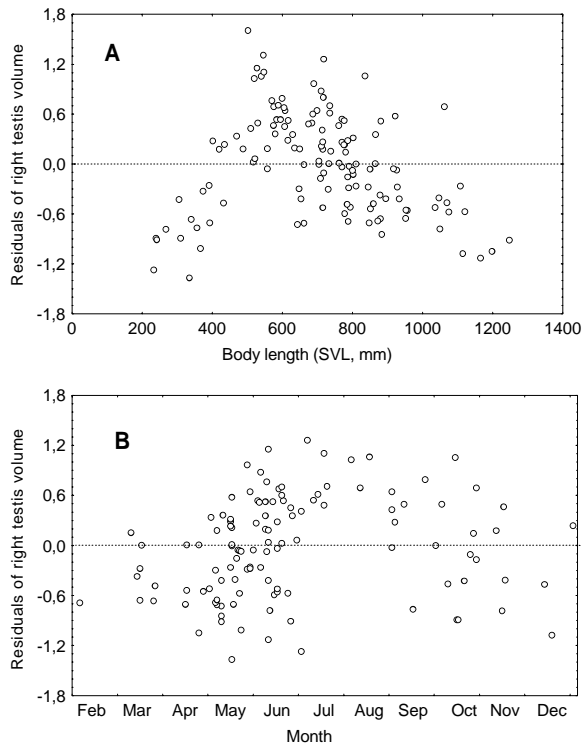 A
Residuals of right testis volume
1,8
1,2
0,6
0,0
-0,6
-1,2
-1,8
0 200 400 600 800 1000 1200 1400
Body length (SVL, mm)
B
Residuals of right testis volume
1,8
1,2
0,6
0,0
-0,6
-1,2
-1,8
Feb Mar Apr May Jun Jul Aug Sep Oct Nov Dec
Month